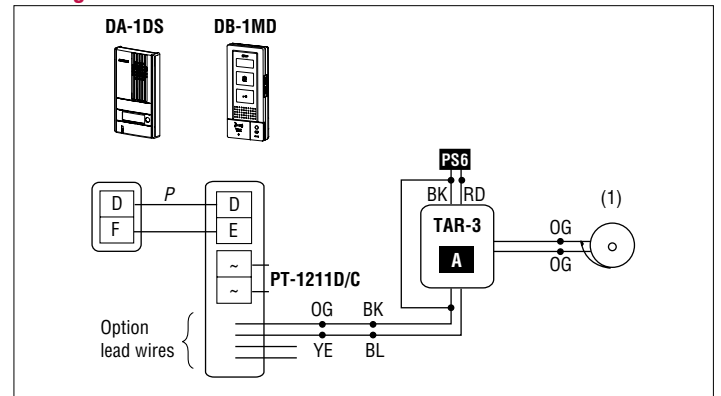 DA-1DS DB-1MD
PS6
BK RD
(1)
D P D
TAR-3
OG
F E
A
OG
~
PT-1211D/C
~
OG BK
Option
lead wires
YE BL